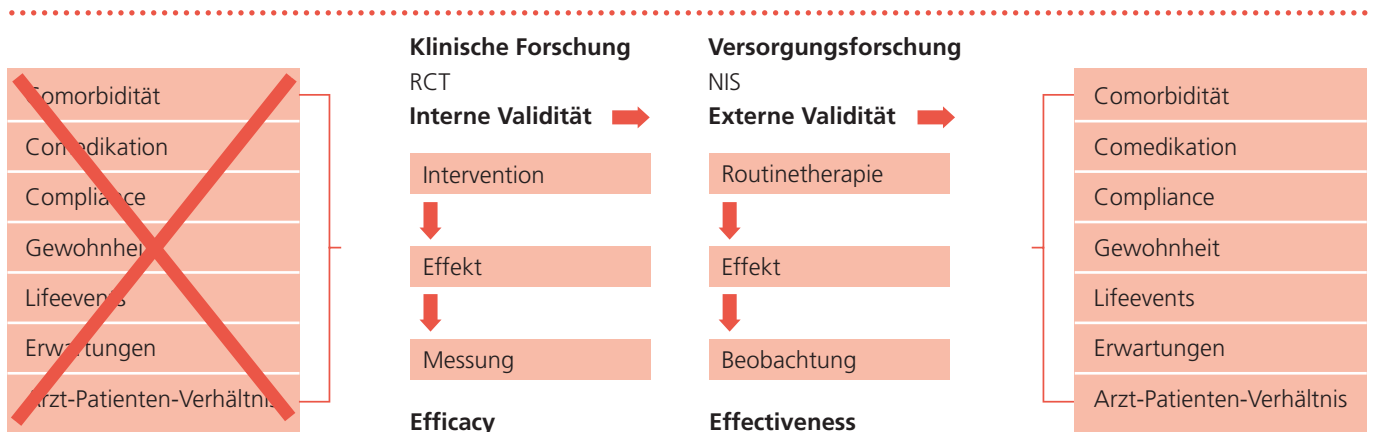 Comorbidität
Comedikation
Compliance
Gewohnheit
Lifeevents
Erwartungen
Arzt-Patienten-Verhältnis
Klinische Forschung
RCT
Interne Validität
Intervention
Effekt
Messung
Efficacy
Versorgungsforschung
NIS
Externe Validität
Routinetherapie
Effekt
Beobachtung
Effectiveness
Comorbidität
Comedikation
Compliance
Gewohnheit
Lifeevents
Erwartungen
Arzt-Patienten-Verhältnis